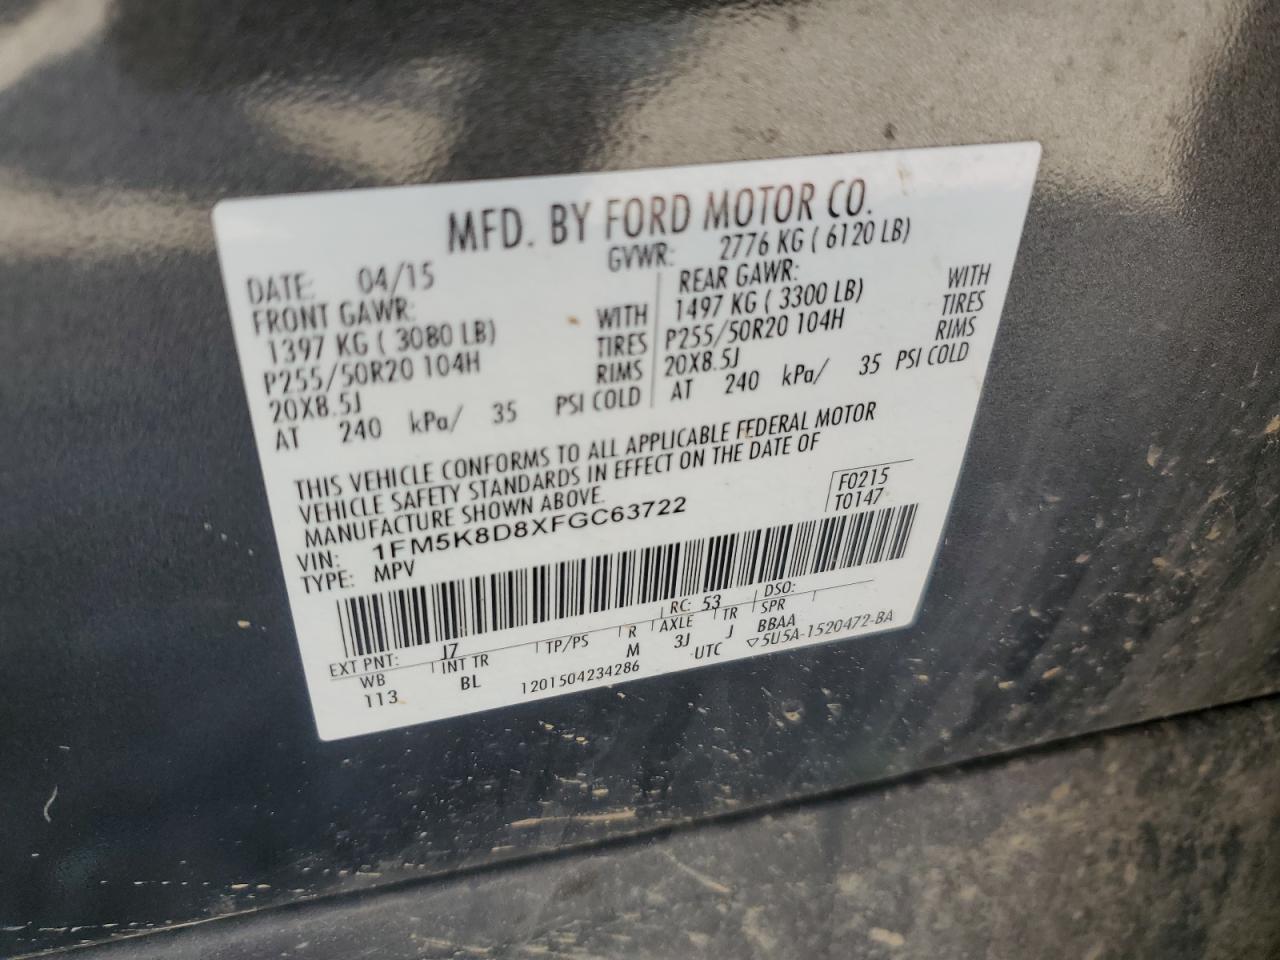 MFD. BY FORD MOTOR CO.
DATE: 04/15 GVWR: 2776 KG ( 6120 LB)
FRONT GAWR: REAR GAWR:
1397 KG ( 3080 LB) WITH 1497 KG ( 3300 LB) WITH
P255/50R20 104H TIRES P255/50R20 104H TIRES
20X8.5J RIMS 20X8.5J RIMS
AT 240 kPa/ 35 PSI COLD AT 240 kPa/ 35 PSI COLD
THIS VEHICLE CONFORMS TO ALL APPLICABLE FEDERAL MOTOR
VEHICLE SAFETY STANDARDS IN EFFECT ON THE DATE OF
MANUFACTURE SHOWN ABOVE.
VIN: 1FM5K8D8XFGC63722 F0215
TYPE: MPV T0147
EXT PNT: J7 RC: 53 DSO:
WB INT TR TP/PS R AXLE TR SPR
113 BL M 3J J BBAA
1201504234286 UTC ▽5U5A-1520472-BA